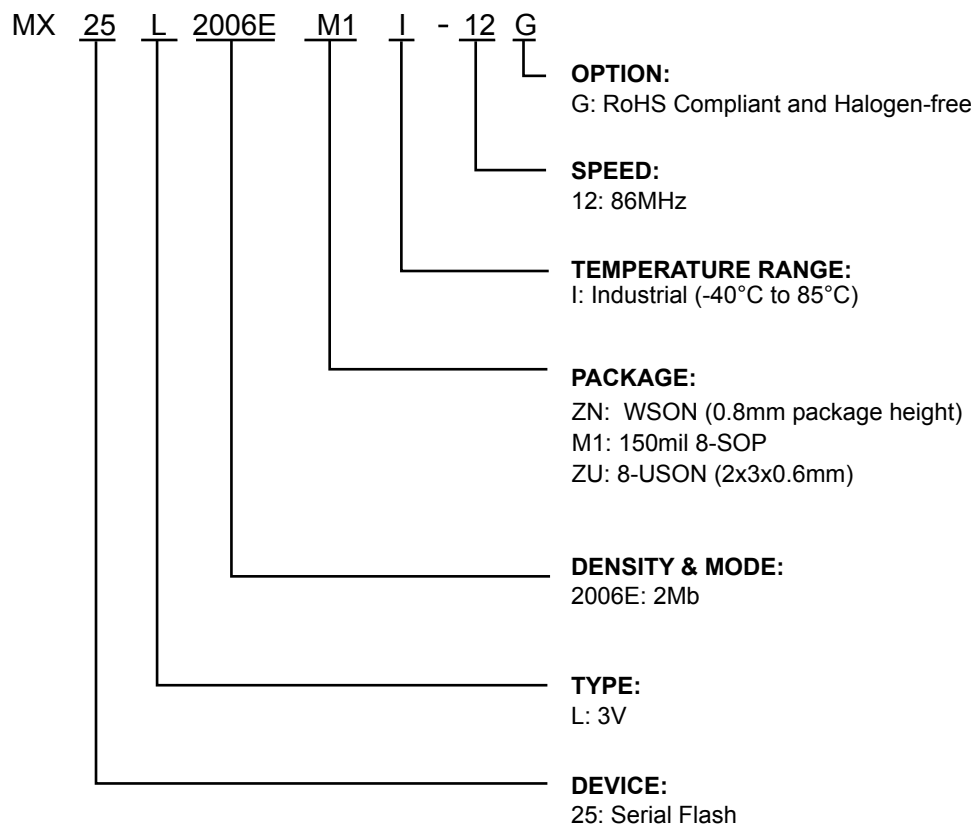 MX 25 L 2006E M1 I - 12 G
OPTION:
G: RoHS Compliant and Halogen-free
SPEED:
12: 86MHz
TEMPERATURE RANGE:
I: Industrial (-40°C to 85°C)
PACKAGE:
ZN: WSON (0.8mm package height)
M1: 150mil 8-SOP
ZU: 8-USON (2x3x0.6mm)
DENSITY & MODE:
2006E: 2Mb
TYPE:
L: 3V
DEVICE:
25: Serial Flash